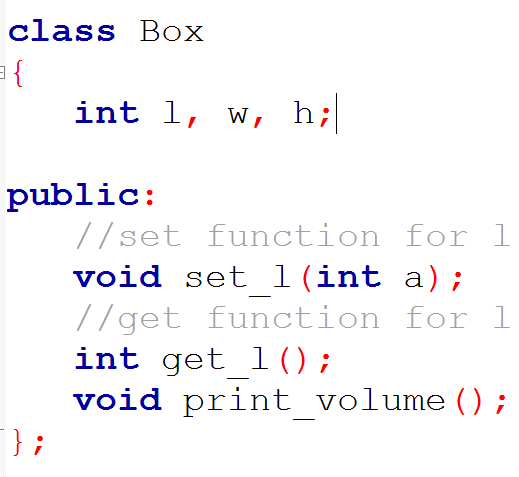 class Box
{
int l, w, h;
public:
//set function for l
void set_l(int a);
//get function for l
int get_l();
void print_volume();
};